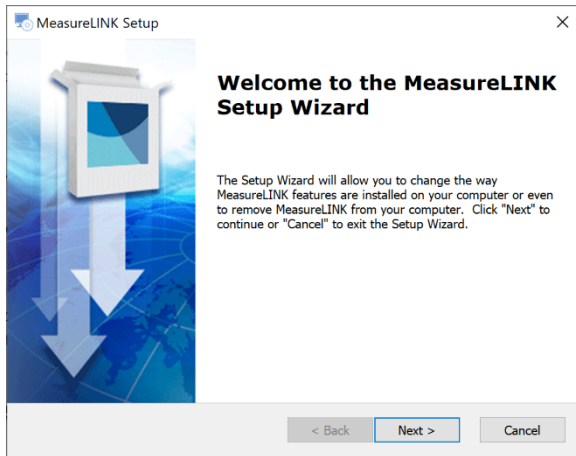 MeasureLINK Setup
Welcome to the MeasureLINK
Setup Wizard
The Setup Wizard will allow you to change the way
MeasureLINK features are installed on your computer or even
to remove MeasureLINK from your computer.  Click "Next" to
continue or "Cancel" to exit the Setup Wizard.
< Back
Next >
Cancel